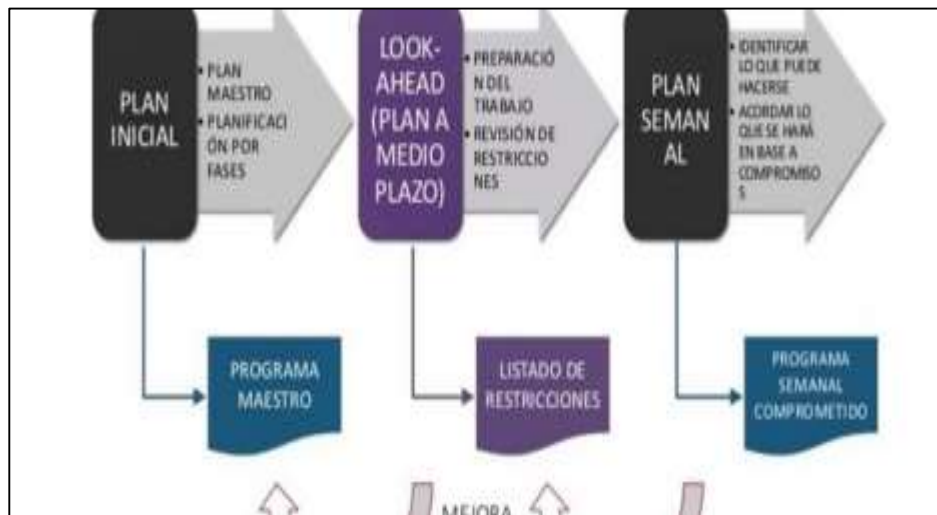 PLAN
INICIAL
• PLAN
MAESTRO
• PLANIFICACI
ÓN POR
FASES
LOOK-
AHEAD
(PLAN A
MEDIO
PLAZO)
• PREPARACIÓ
N DEL
TRABAJO
• REVISIÓN DE
RESTRICCIO
NES
PLAN
SEMAN
AL
• IDENTIFICAR
LO QUE PUEDE
HACERSE
• ACORDAR LO
QUE SE HARÁ
EN BASE A
COMPROMISO
S
PROGRAMA
MAESTRO
LISTADO DE
RESTRICCIONES
PROGRAMA
SEMANAL
COMPROMETIDO
MEJORA